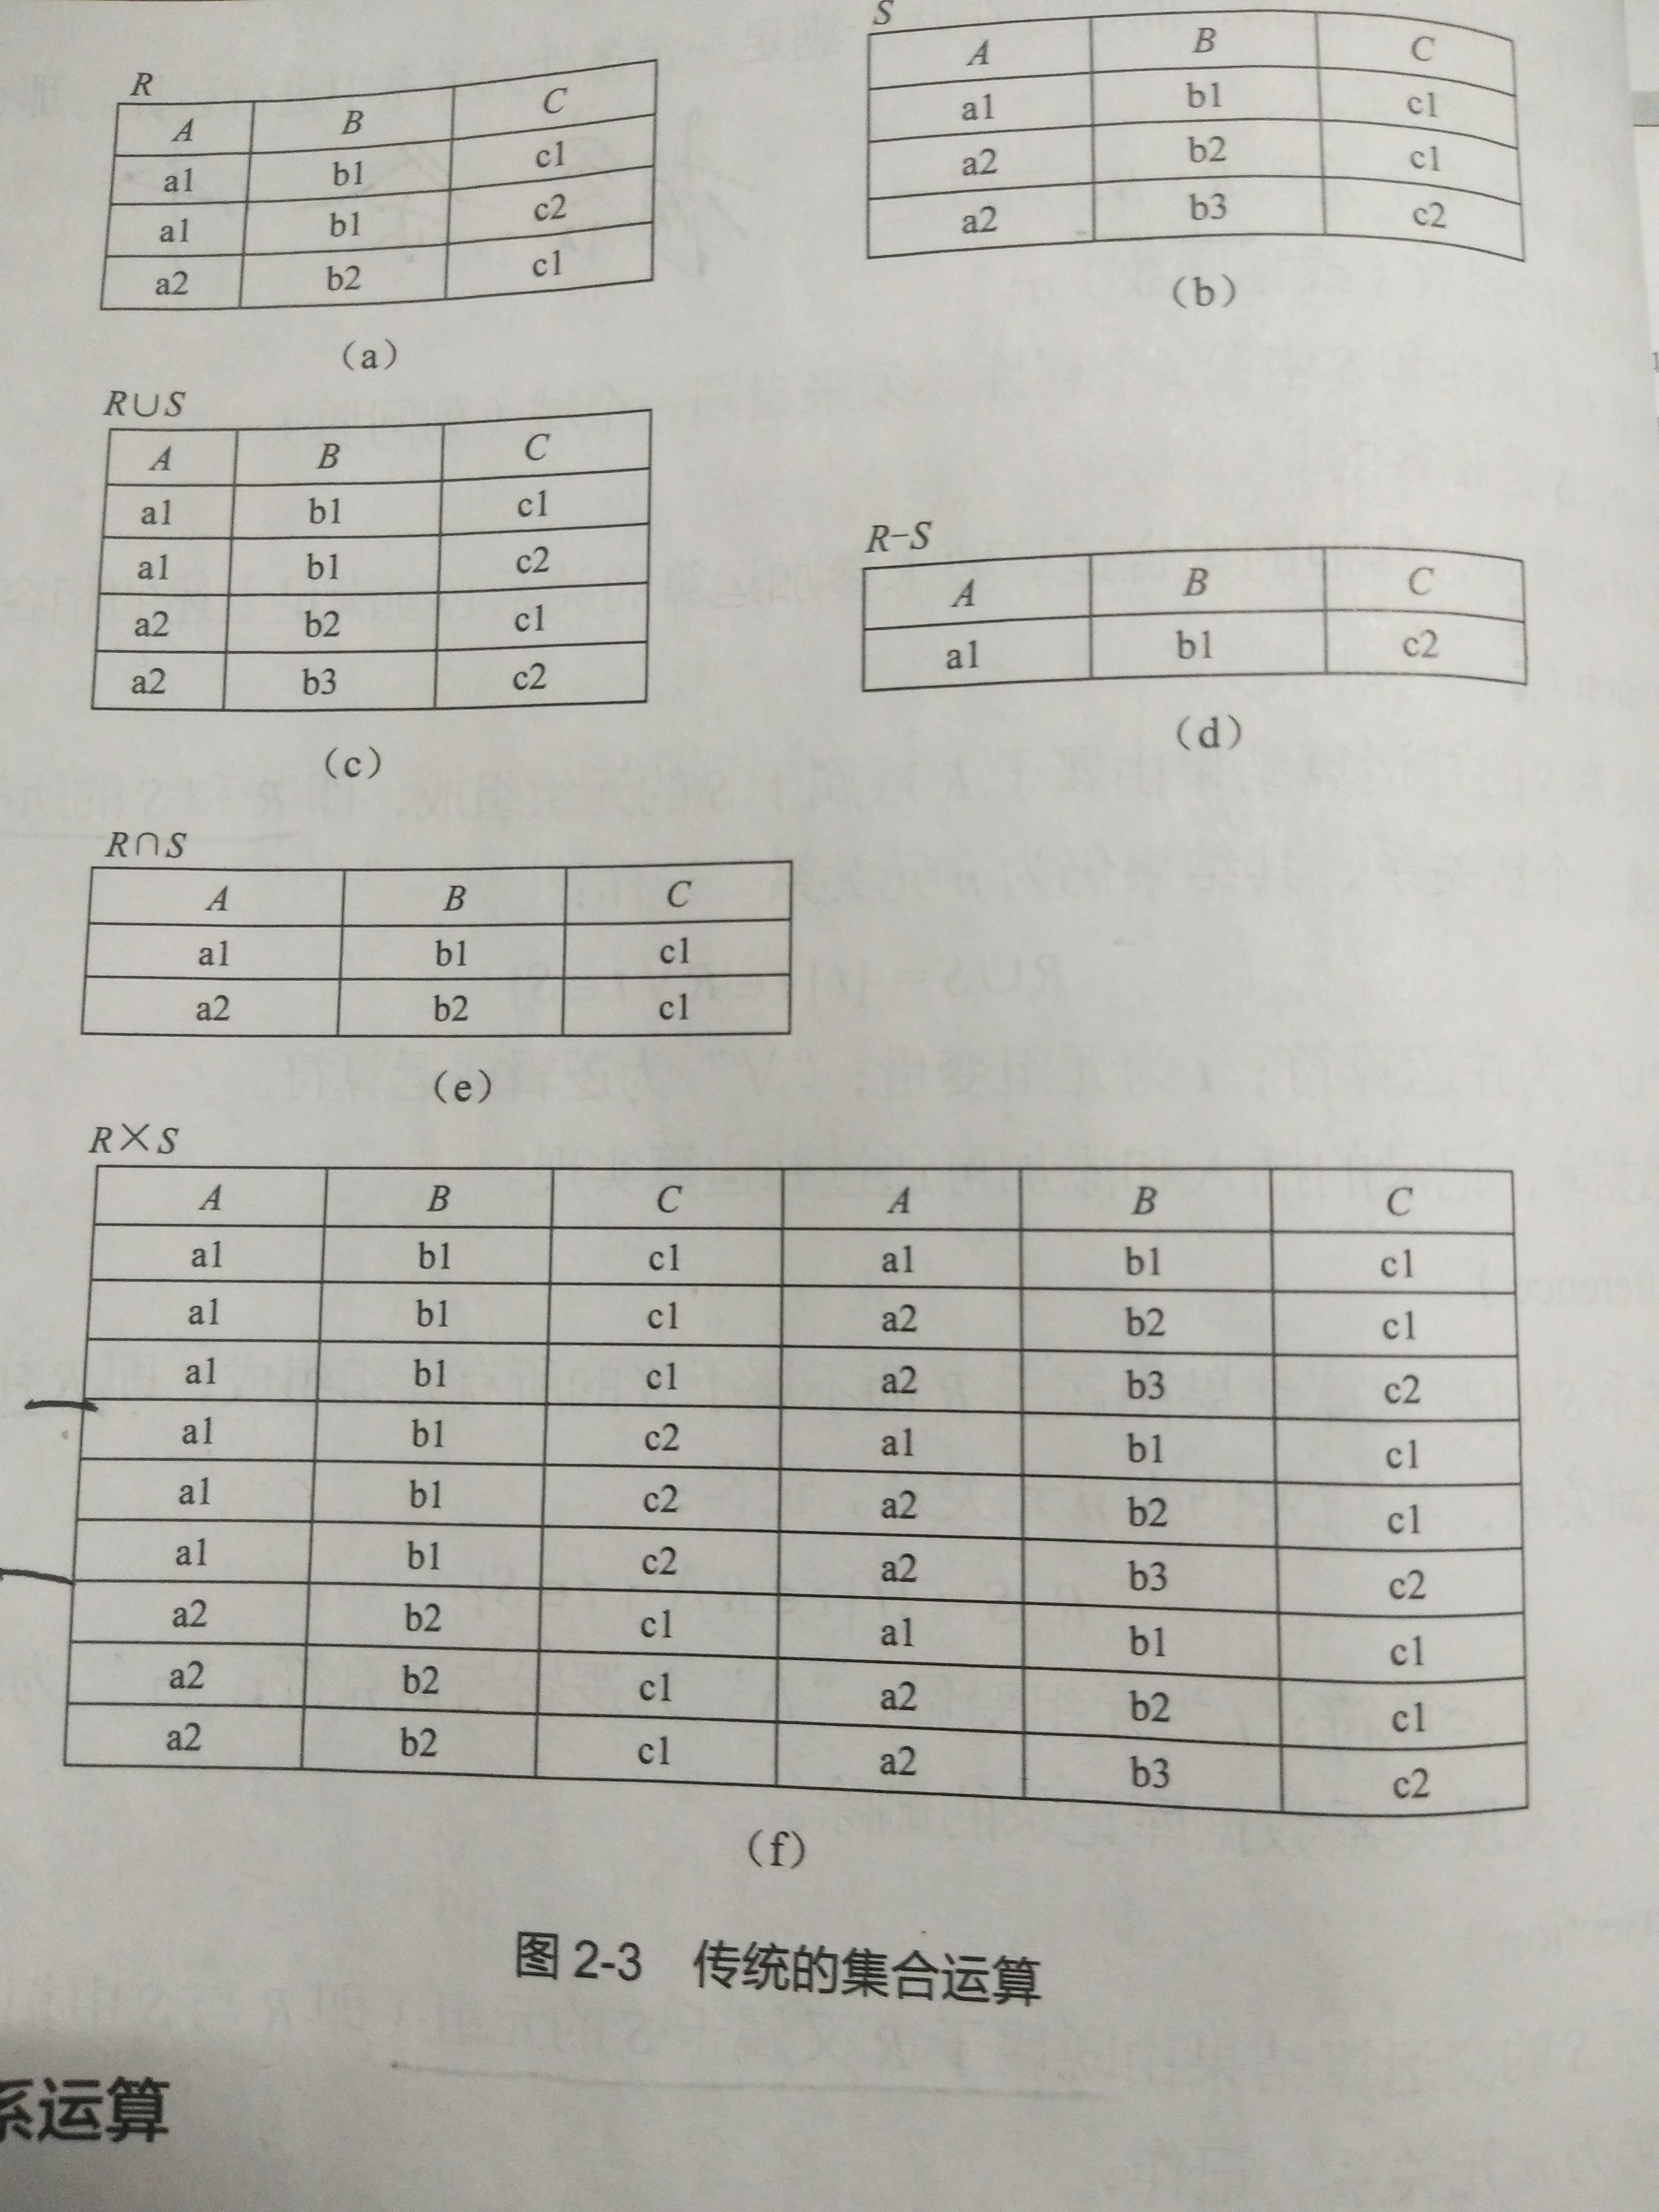 R
A B C
a1 b1 c1
a1 b1 c2
a2 b2 c1
(a)
S
A B C
a1 b1 c1
a2 b2 c1
a2 b3 c2
(b)
R∪S
A B C
a1 b1 c1
a1 b1 c2
a2 b2 c1
a2 b3 c2
(c)
R-S
A B C
a1 b1 c2
(d)
R∩S
A B C
a1 b1 c1
a2 b2 c1
(e)
R×S
A B C A B C
a1 b1 c1 a1 b1 c1
a1 b1 c1 a2 b2 c1
a1 b1 c1 a2 b3 c2
a1 b1 c2 a1 b1 c1
a1 b1 c2 a2 b2 c1
a1 b1 c2 a2 b3 c2
a2 b2 c1 a1 b1 c1
a2 b2 c1 a2 b2 c1
a2 b2 c1 a2 b3 c2
(f)
图 2-3 传统的集合运算
系运算